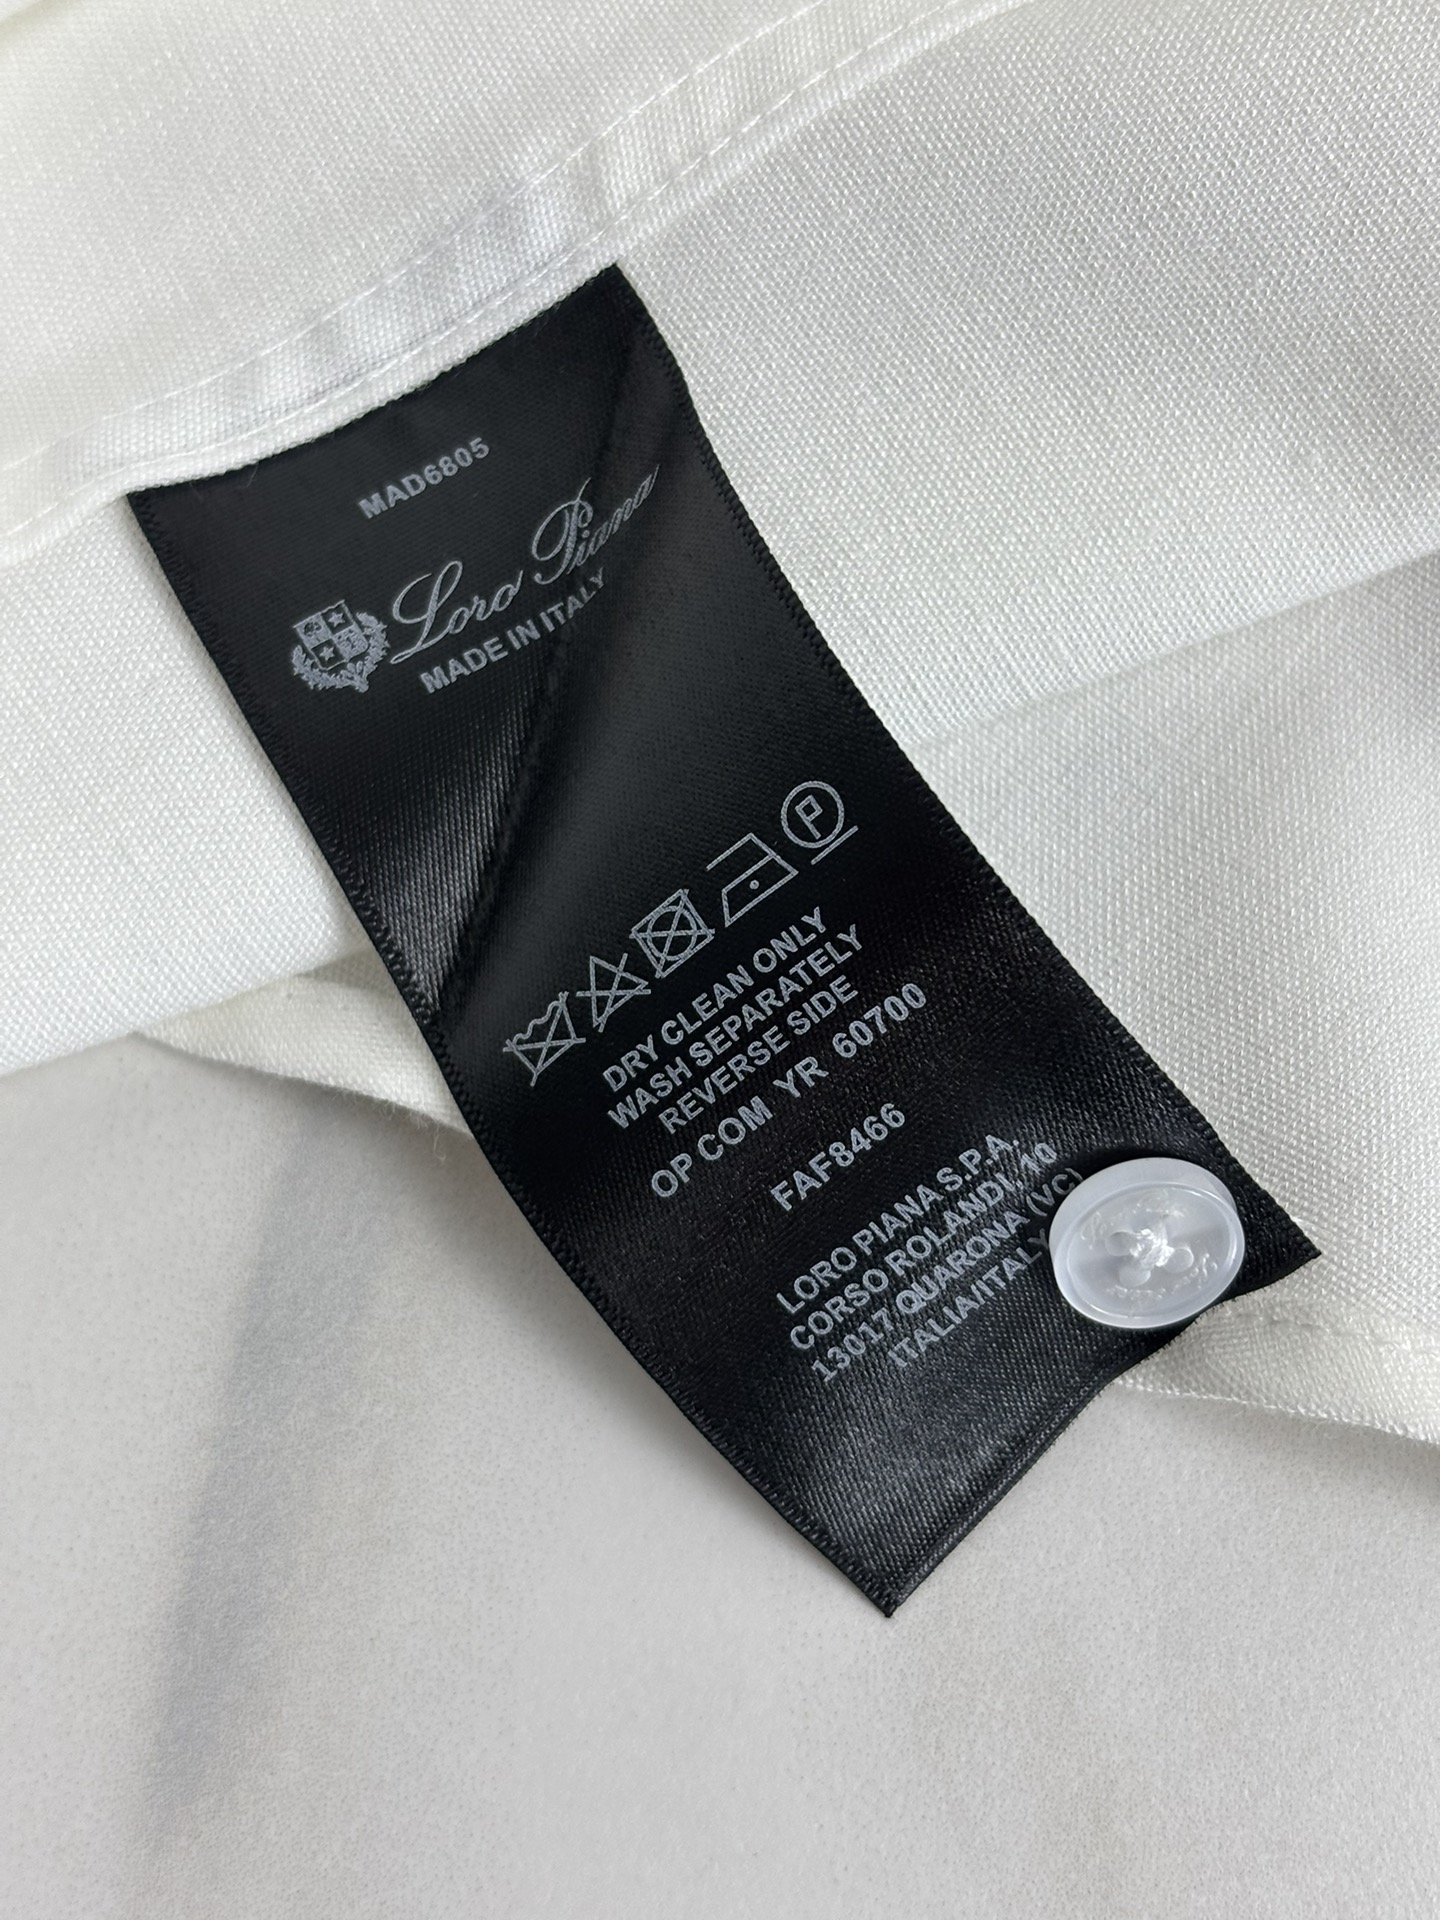 MAD6805
Loro Piana
MADE IN ITALY
P
DRY CLEAN ONLY
WASH SEPARATELY
REVERSE SIDE
OP COM YR 60700
FAF8466
LORO PIANA S.P.A.
CORSO ROLANDI, 10
13017 QUARONA (VC)
ITALIA/ITALY